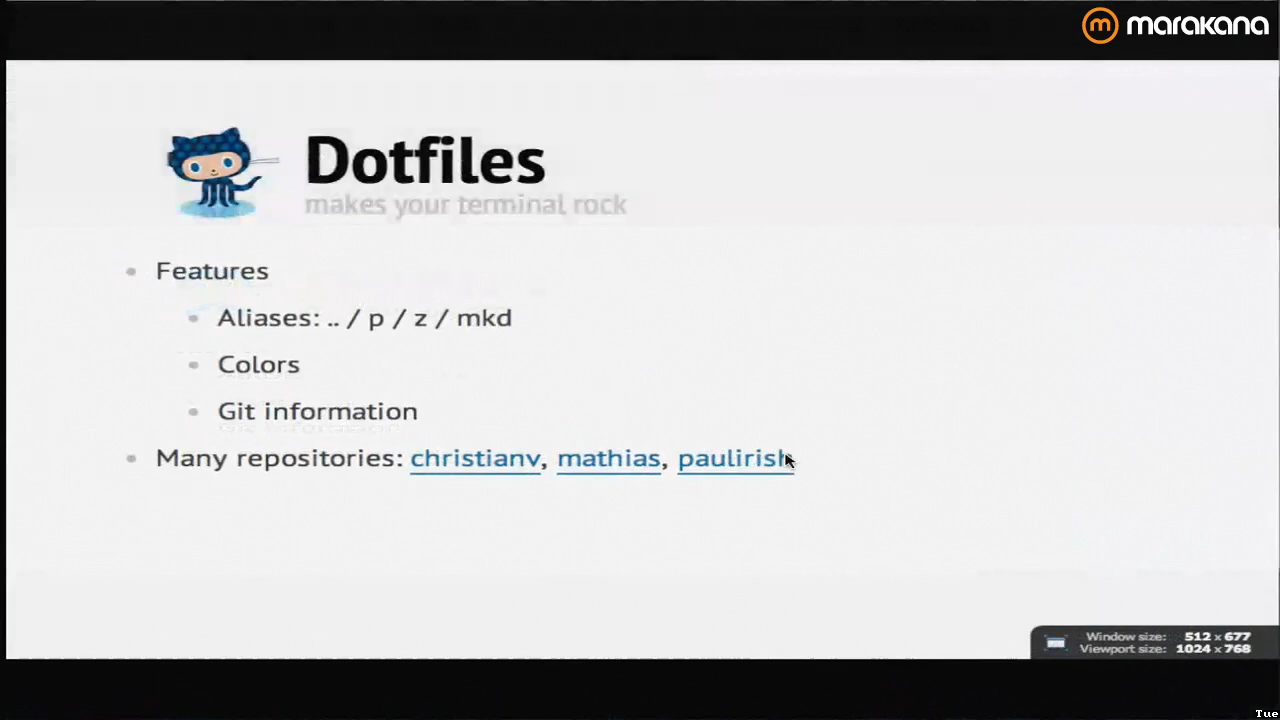 marakana
Dotfiles
makes your terminal rock
Features
Aliases: .. / p / z / mkd
Colors
Git information
Many repositories: christianv, mathias, paulirish
Window size: 512 x 677
Viewport size: 1024 x 768
Tue